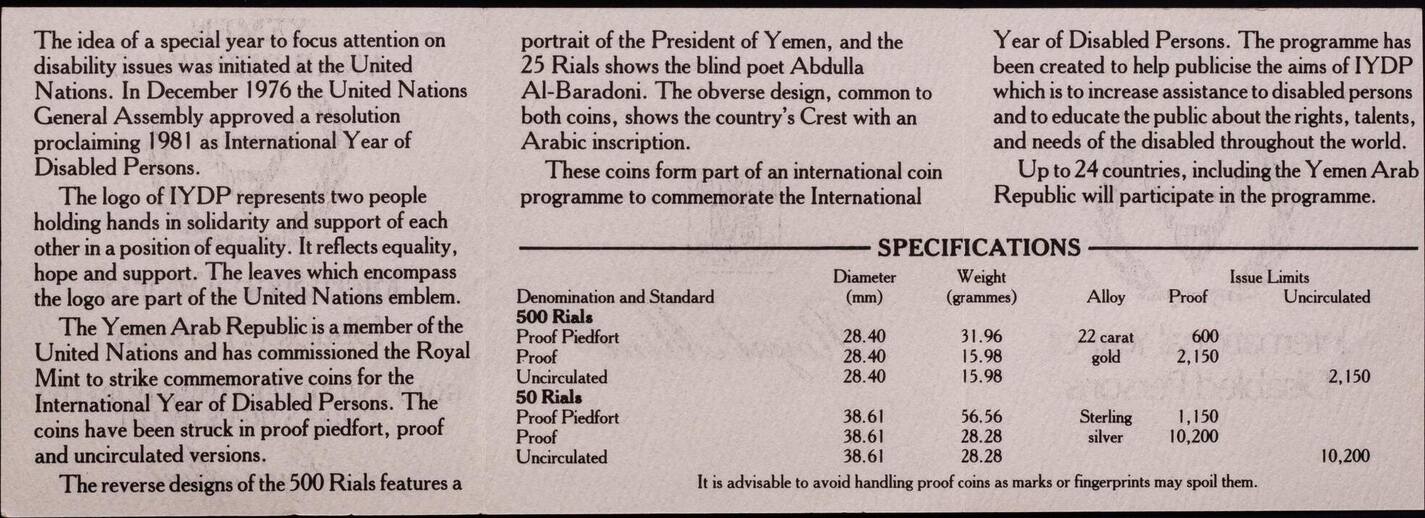 The idea of a special year to focus attention on
disability issues was initiated at the United
Nations. In December 1976 the United Nations
General Assembly approved a resolution
proclaiming 1981 as International Year of
Disabled Persons.
The logo of IYDP represents two people
holding hands in solidarity and support of each
other in a position of equality. It reflects equality,
hope and support. The leaves which encompass
the logo are part of the United Nations emblem.
The Yemen Arab Republic is a member of the
United Nations and has commissioned the Royal
Mint to strike commemorative coins for the
International Year of Disabled Persons. The
coins have been struck in proof piedfort, proof
and uncirculated versions.
The reverse designs of the 500 Rials features a
portrait of the President of Yemen, and the
25 Rials shows the blind poet Abdulla
Al-Baradoni. The obverse design, common to
both coins, shows the country's Crest with an
Arabic inscription.
These coins form part of an international coin
programme to commemorate the International
Year of Disabled Persons. The programme has
been created to help publicise the aims of IYDP
which is to increase assistance to disabled persons
and to educate the public about the rights, talents,
and needs of the disabled throughout the world.
Up to 24 countries, including the Yemen Arab
Republic will participate in the programme.
SPECIFICATIONS
Diameter Weight Issue Limits
Denomination and Standard (mm) (grammes) Alloy Proof Uncirculated
500 Rials
Proof Piedfort 28.40 31.96 22 carat 600
Proof 28.40 15.98 gold 2,150
Uncirculated 28.40 15.98 2,150
50 Rials
Proof Piedfort 38.61 56.56 Sterling 1,150
Proof 38.61 28.28 silver 10,200
Uncirculated 38.61 28.28 10,200
It is advisable to avoid handling proof coins as marks or fingerprints may spoil them.